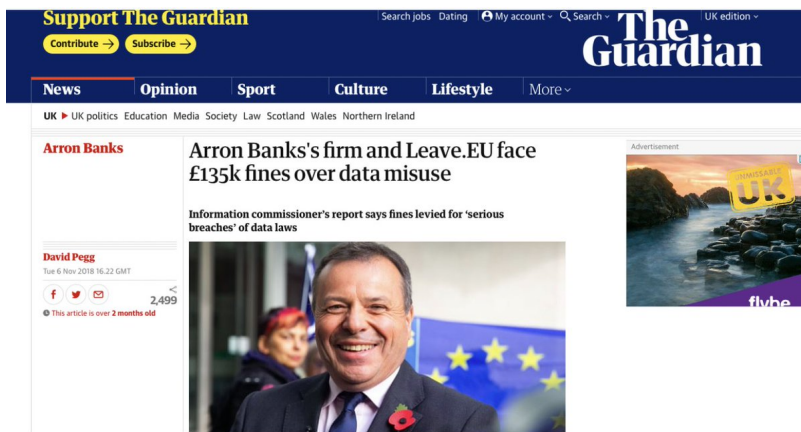 Support The Guardian
Search jobs Dating My account Search UK edition
Contribute → Subscribe →
The Guardian
News Opinion Sport Culture Lifestyle More
UK UK politics Education Media Society Law Scotland Wales Northern Ireland
Arron Banks
Arron Banks's firm and Leave.EU face
£135k fines over data misuse
Information commissioner's report says fines levied for ‘serious
breaches’ of data laws
David Pegg
Tue 6 Nov 2018 16.22 GMT
2,499
This article is over 2 months old
Advertisement
UNMISSABLE
UK
flybe